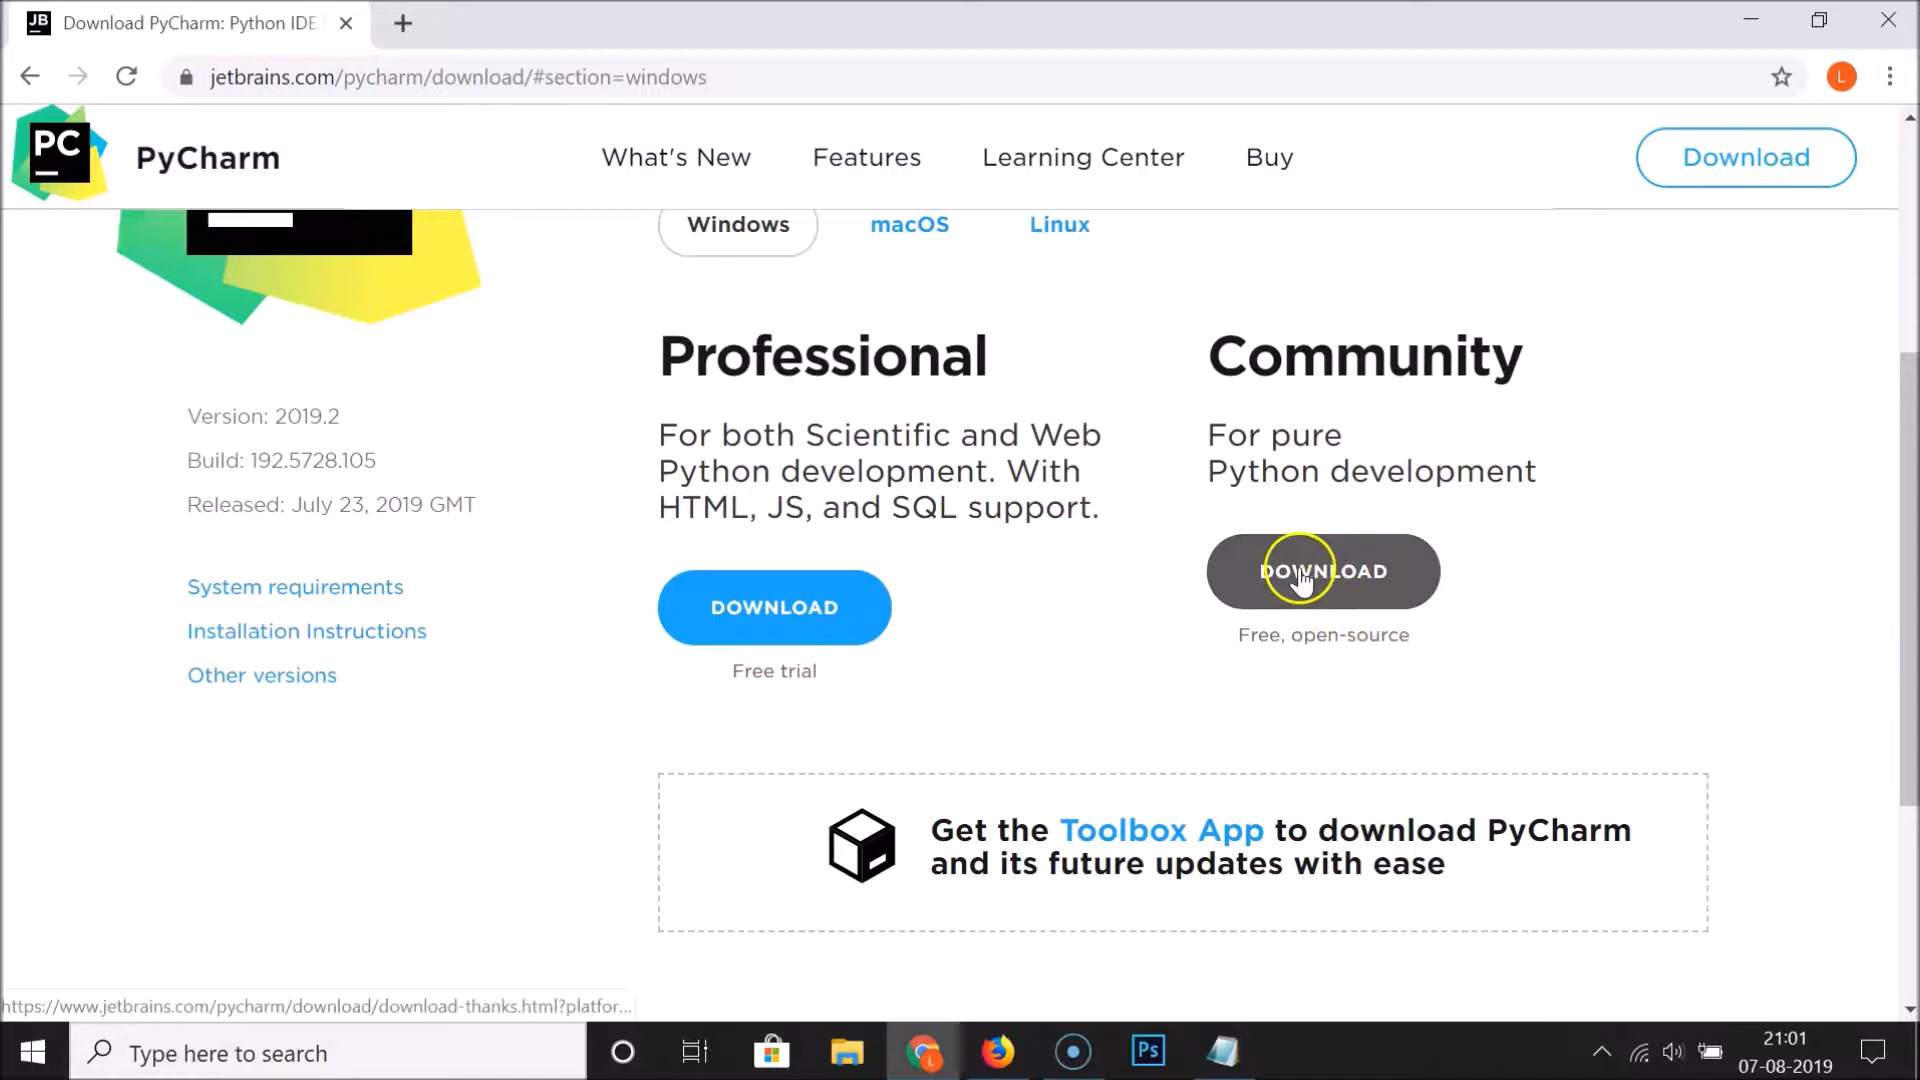 JB
Download PyCharm: Python IDE
jetbrains.com/pycharm/download/#section=windows
L
PC
PyCharm
What's New
Features
Learning Center
Buy
Download
Windows
macOS
Linux
Professional
For both Scientific and Web
Python development. With
HTML, JS, and SQL support.
DOWNLOAD
Free trial
Community
For pure
Python development
DOWNLOAD
Free, open-source
Version: 2019.2
Build: 192.5728.105
Released: July 23, 2019 GMT
System requirements
Installation Instructions
Other versions
Get the Toolbox App to download PyCharm
and its future updates with ease
https://www.jetbrains.com/pycharm/download/download-thanks.html?platfor...
Type here to search
L
Ps
21:01
07-08-2019